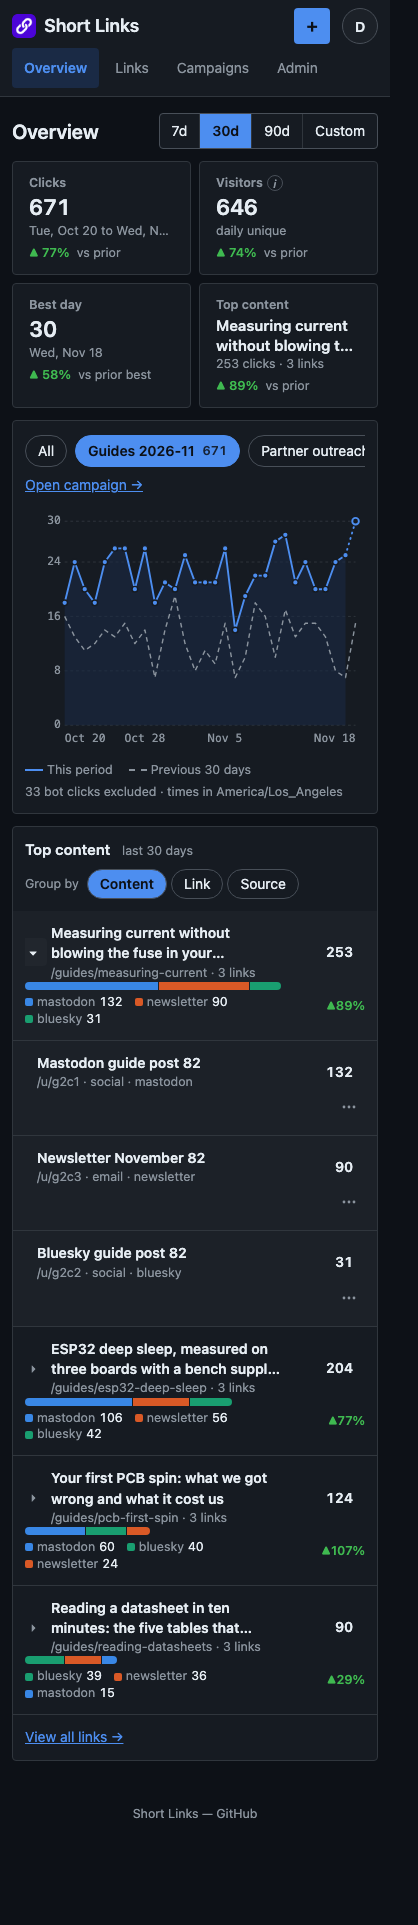 Short Links
+
D
Overview
Links
Campaigns
Admin
Overview
7d
30d
90d
Custom
Clicks
671
Tue, Oct 20 to Wed, N...
▲ 77% vs prior
Visitors i
646
daily unique
▲ 74% vs prior
Best day
30
Wed, Nov 18
▲ 58% vs prior best
Top content
Measuring current
without blowing t...
253 clicks · 3 links
▲ 89% vs prior
All
Guides 2026-11 671
Partner outreach
Open campaign →
30
24
16
8
0
Oct 20
Oct 28
Nov 5
Nov 18
This period
Previous 30 days
33 bot clicks excluded · times in America/Los_Angeles
Top content last 30 days
Group by
Content
Link
Source
Measuring current without
blowing the fuse in your...
253
/guides/measuring-current · 3 links
mastodon 132 newsletter 90
bluesky 31
▲89%
Mastodon guide post 82
132
/u/g2c1 · social · mastodon
...
Newsletter November 82
90
/u/g2c3 · email · newsletter
...
Bluesky guide post 82
31
/u/g2c2 · social · bluesky
...
ESP32 deep sleep, measured on
three boards with a bench suppl...
204
/guides/esp32-deep-sleep · 3 links
mastodon 106 newsletter 56
bluesky 42
▲77%
Your first PCB spin: what we got
wrong and what it cost us
124
/guides/pcb-first-spin · 3 links
mastodon 60 bluesky 40
newsletter 24
▲107%
Reading a datasheet in ten
minutes: the five tables that...
90
/guides/reading-datasheets · 3 links
bluesky 39 newsletter 36
mastodon 15
▲29%
View all links →
Short Links — GitHub